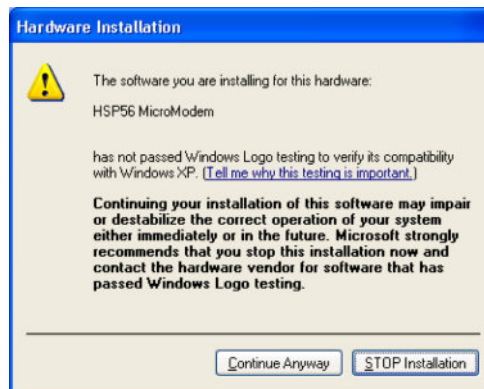 Hardware Installation
The software you are installing for this hardware:
HSP56 MicroModem
has not passed Windows Logo testing to verify its compatibility
with Windows XP. (Tell me why this testing is important.)
Continuing your installation of this software may impair
or destabilize the correct operation of your system
either immediately or in the future. Microsoft strongly
recommends that you stop this installation now and
contact the hardware vendor for software that has
passed Windows Logo testing.
Continue Anyway
STOP Installation